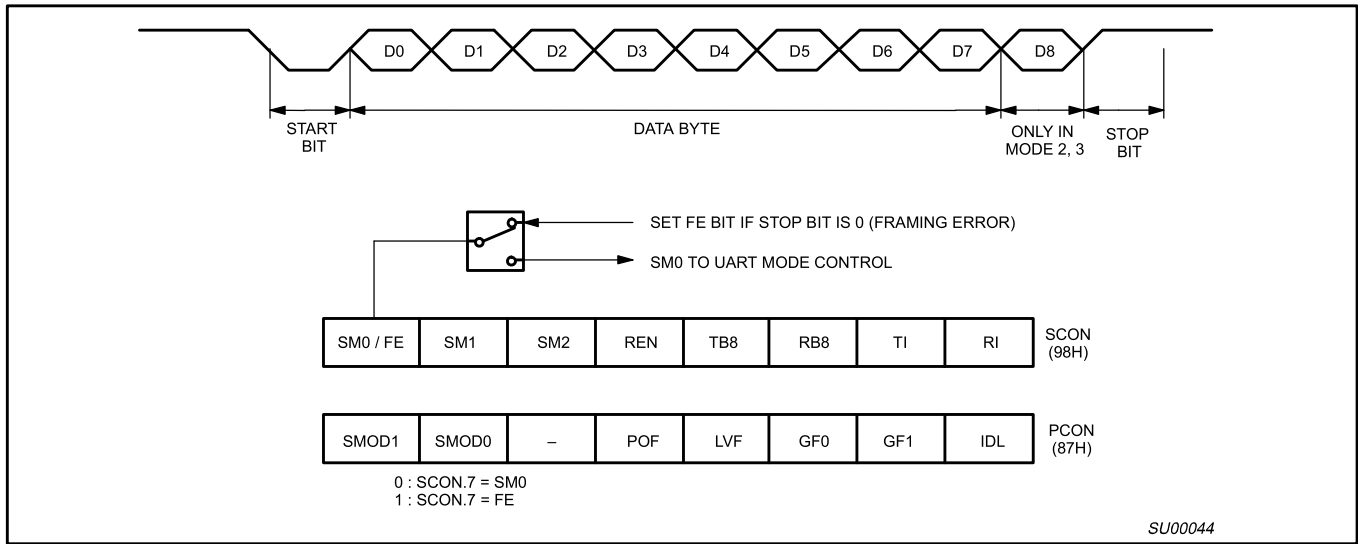 D0 D1 D2 D3 D4 D5 D6 D7 D8
START
BIT
DATA BYTE
ONLY IN
MODE 2, 3
STOP
BIT
SET FE BIT IF STOP BIT IS 0 (FRAMING ERROR)
SM0 TO UART MODE CONTROL
SM0 / FE SM1 SM2 REN TB8 RB8 TI RI
SCON
(98H)
SMOD1 SMOD0 – POF LVF GF0 GF1 IDL
PCON
(87H)
0 : SCON.7 = SM0
1 : SCON.7 = FE
SU00044